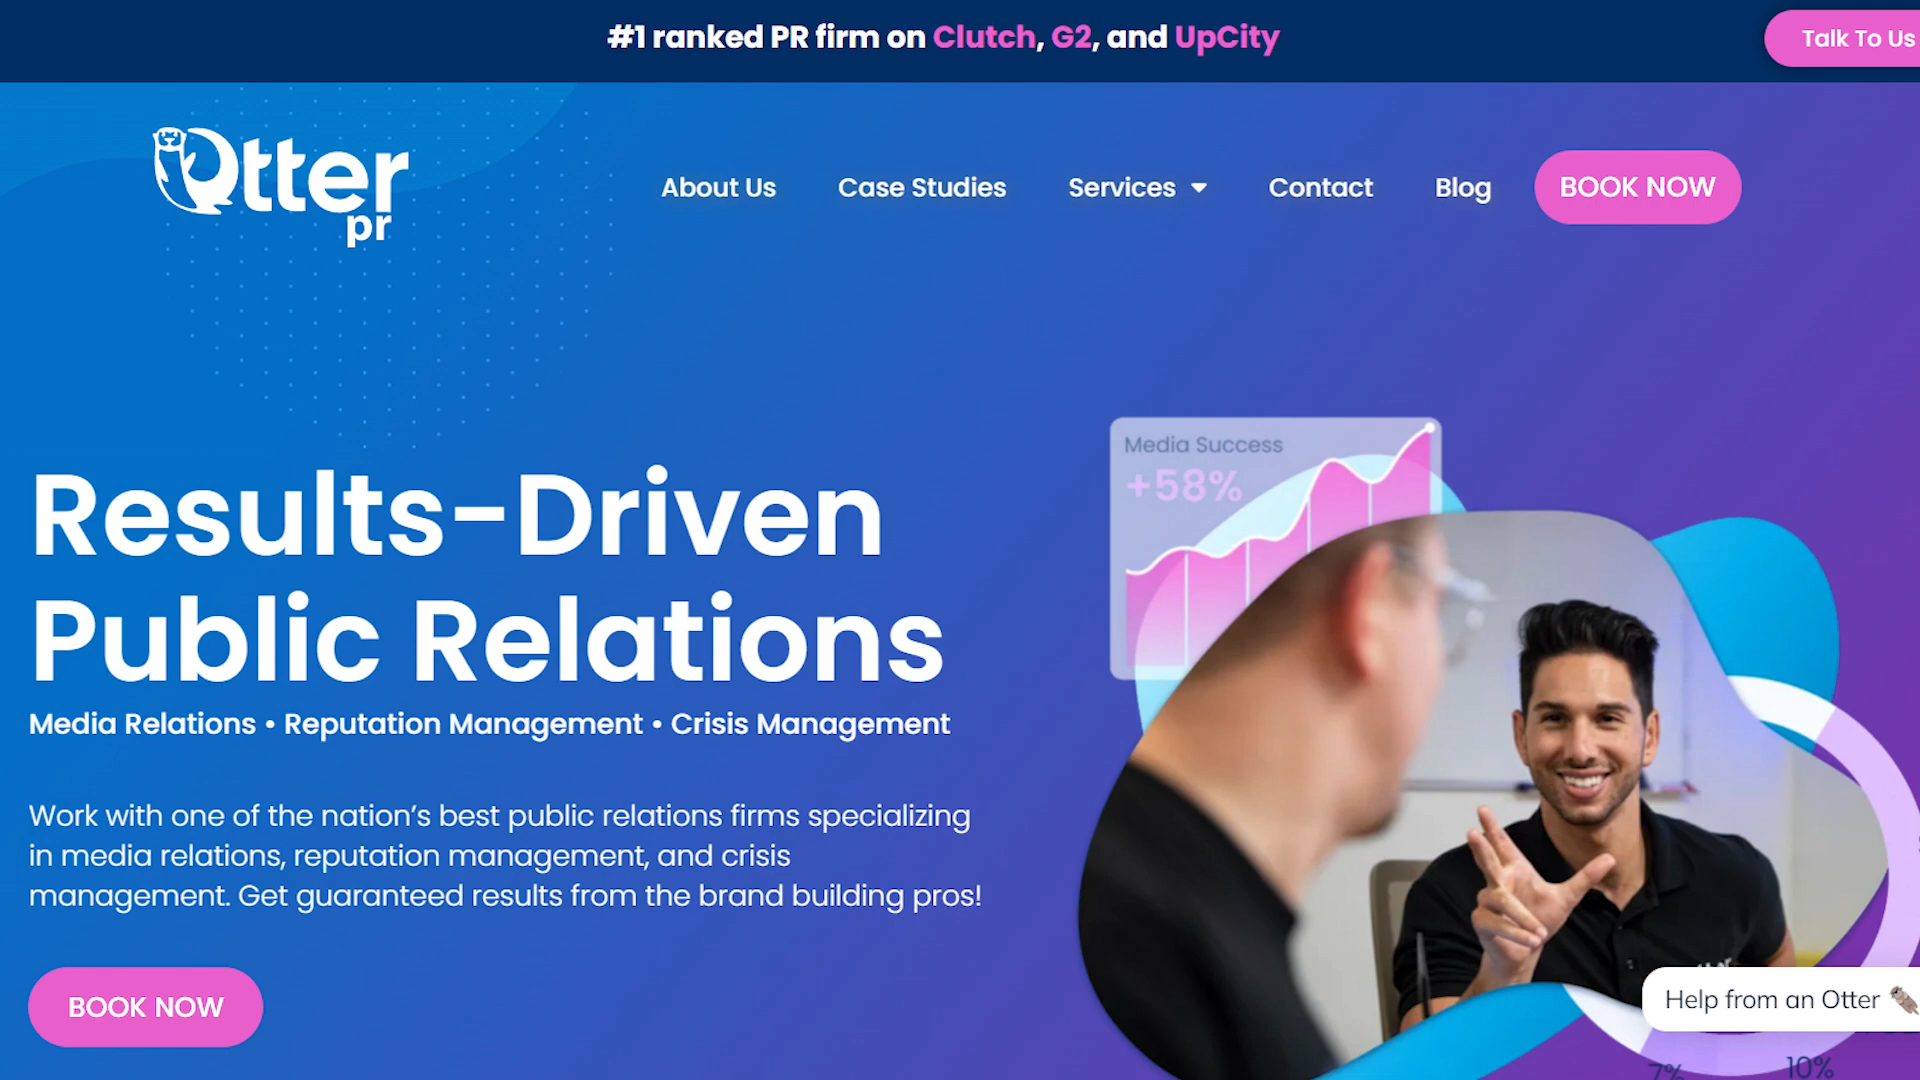 #1 ranked PR firm on Clutch, G2, and UpCity
Talk To Us
Otter
pr
About Us
Case Studies
Services
Contact
Blog
BOOK NOW
Media Success
+58%
Results-Driven
Public Relations
Media Relations • Reputation Management • Crisis Management
Work with one of the nation’s best public relations firms specializing
in media relations, reputation management, and crisis
management. Get guaranteed results from the brand building pros!
BOOK NOW
Help from an Otter
7%
10%